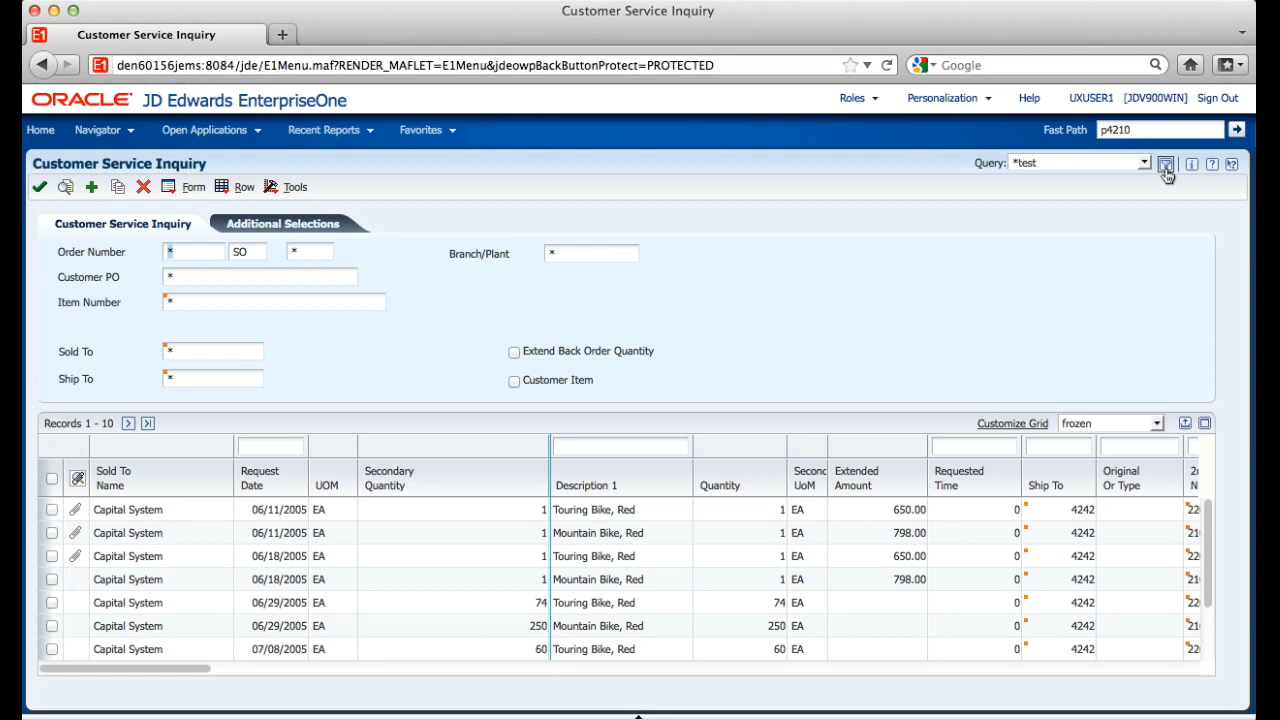 Customer Service Inquiry
Customer Service Inquiry
den60156jems:8084/jde/E1Menu.maf?RENDER_MAFLET=E1Menu&jdeowpBackButtonProtect=PROTECTED
Google
ORACLE JD Edwards EnterpriseOne
Roles Personalization Help UXUSER1 [JDV900WIN] Sign Out
Home Navigator Open Applications Recent Reports Favorites Fast Path p4210
Customer Service Inquiry Query: *test
Form Row Tools
Customer Service Inquiry Additional Selections
Order Number * SO * Branch/Plant *
Customer PO *
Item Number *
Sold To * Extend Back Order Quantity
Ship To * Customer Item
Records 1 - 10 Customize Grid frozen
Sold To Request Secondary Second Extended Requested Original 2r
Name Date UOM Quantity Description 1 Quantity UoM Amount Time Ship To Or Type N
Capital System 06/11/2005 EA 1 Touring Bike, Red 1 EA 650.00 0 4242 22
Capital System 06/11/2005 EA 1 Mountain Bike, Red 1 EA 798.00 0 4242 21
Capital System 06/18/2005 EA 1 Touring Bike, Red 1 EA 650.00 0 4242 22
Capital System 06/18/2005 EA 1 Mountain Bike, Red 1 EA 798.00 0 4242 21
Capital System 06/29/2005 EA 74 Touring Bike, Red 74 EA 0 4242 22
Capital System 06/29/2005 EA 250 Mountain Bike, Red 250 EA 0 4242 21
Capital System 07/08/2005 EA 60 Touring Bike, Red 60 EA 0 4242 22